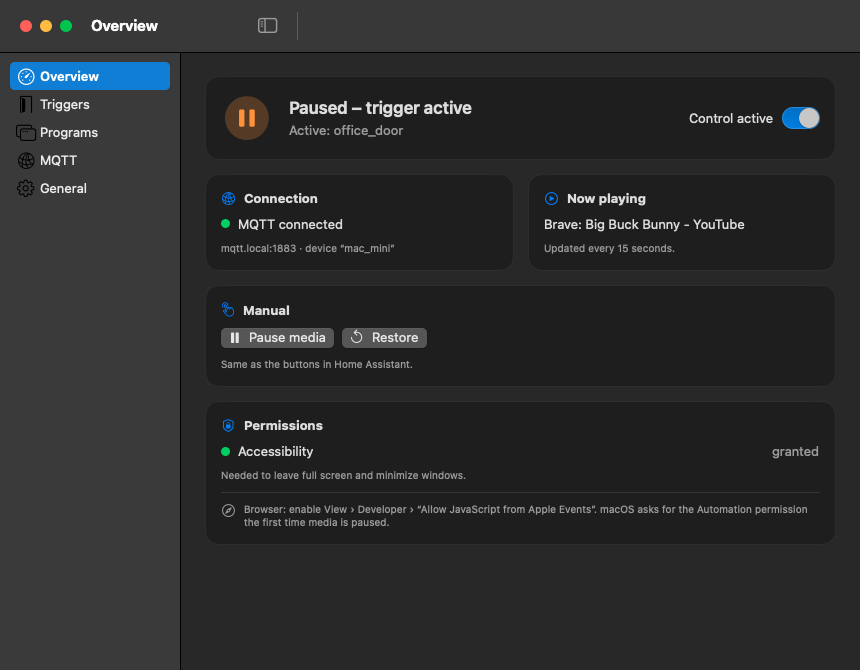 Overview
Overview
Triggers
Programs
MQTT
General
Paused – trigger active
Active: office_door
Control active
Connection
MQTT connected
mqtt.local:1883 · device “mac_mini”
Now playing
Brave: Big Buck Bunny - YouTube
Updated every 15 seconds.
Manual
Pause media
Restore
Same as the buttons in Home Assistant.
Permissions
Accessibility
granted
Needed to leave full screen and minimize windows.
Browser: enable View › Developer › “Allow JavaScript from Apple Events”. macOS asks for the Automation permission
the first time media is paused.